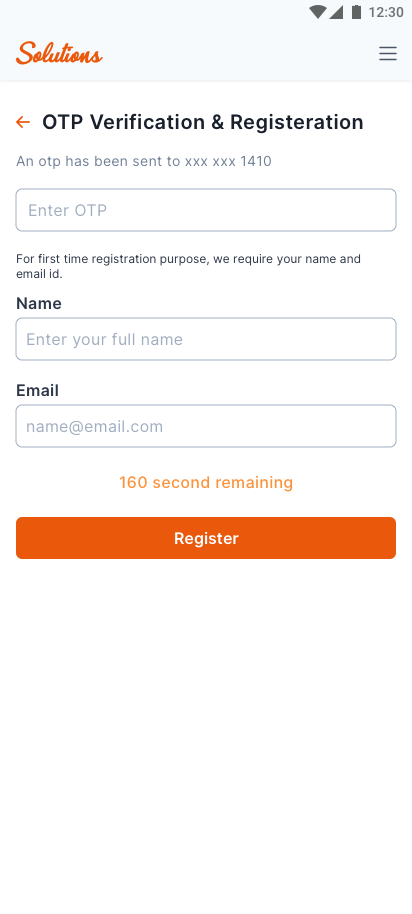 12:30
Solutions
OTP Verification & Registeration
An otp has been sent to xxx xxx 1410
Enter OTP
For first time registration purpose, we require your name and
email id.
Name
Enter your full name
Email
name@email.com
160 second remaining
Register